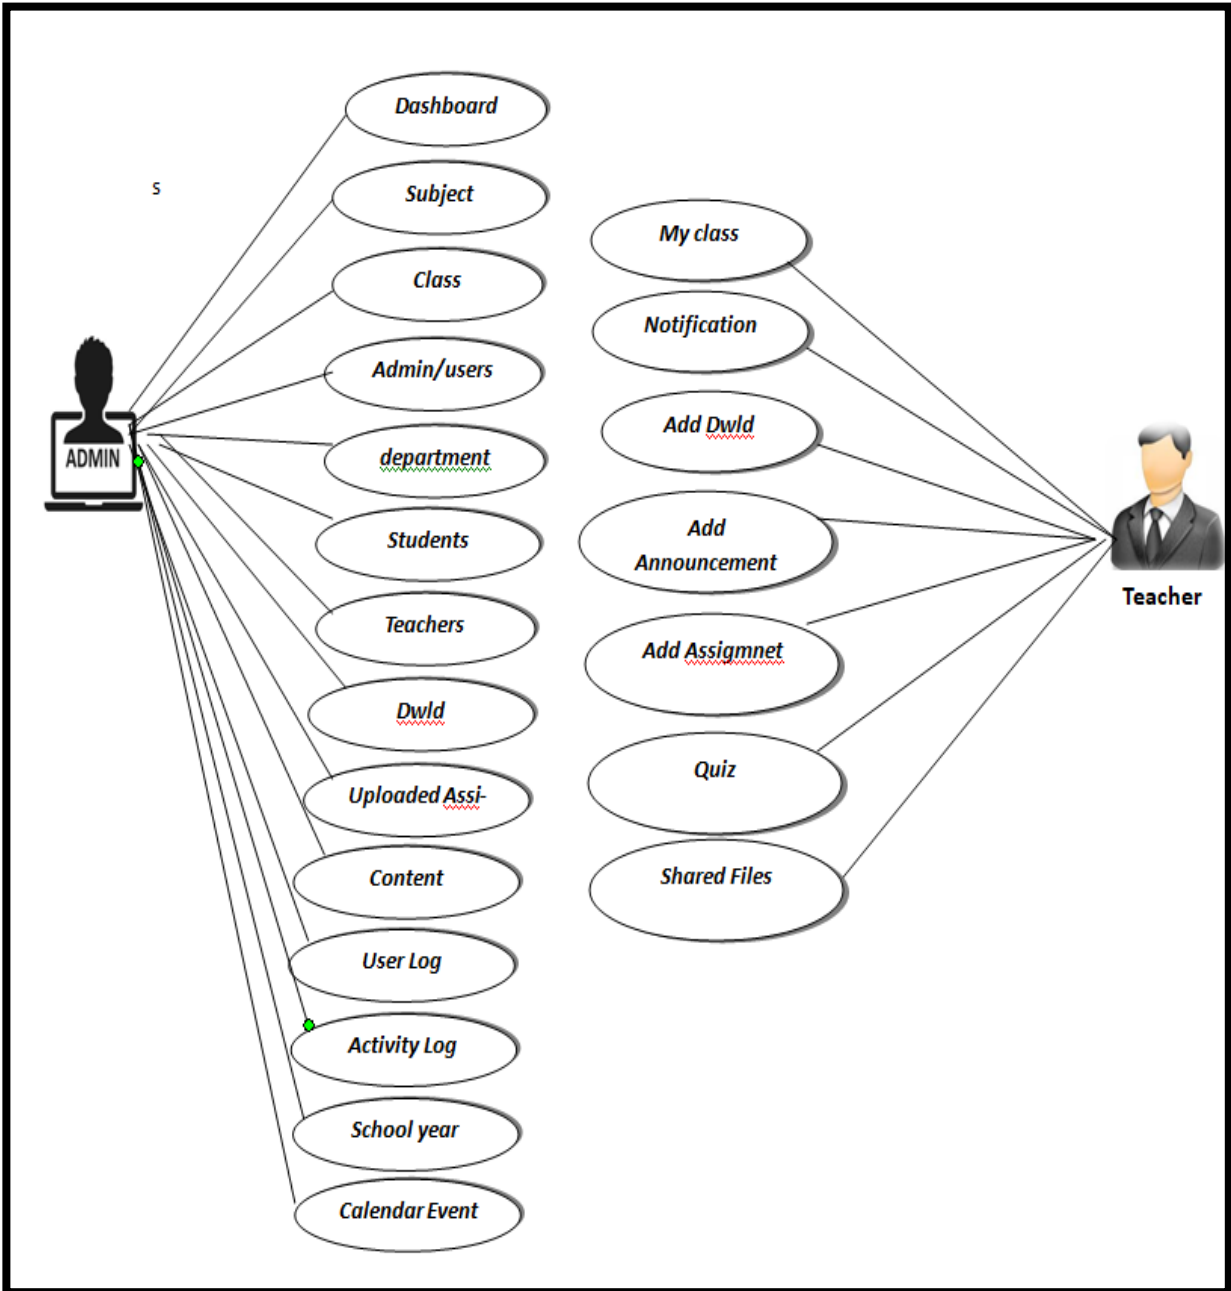 Dashboard
s
Subject
Class
Admin/users
ADMIN
department
Students
Teachers
Dwld
Uploaded Assi-
Content
User Log
Activity Log
School year
Calendar Event
My class
Notification
Add Dwld
Add
Announcement
Add Assigmnet
Quiz
Shared Files
Teacher